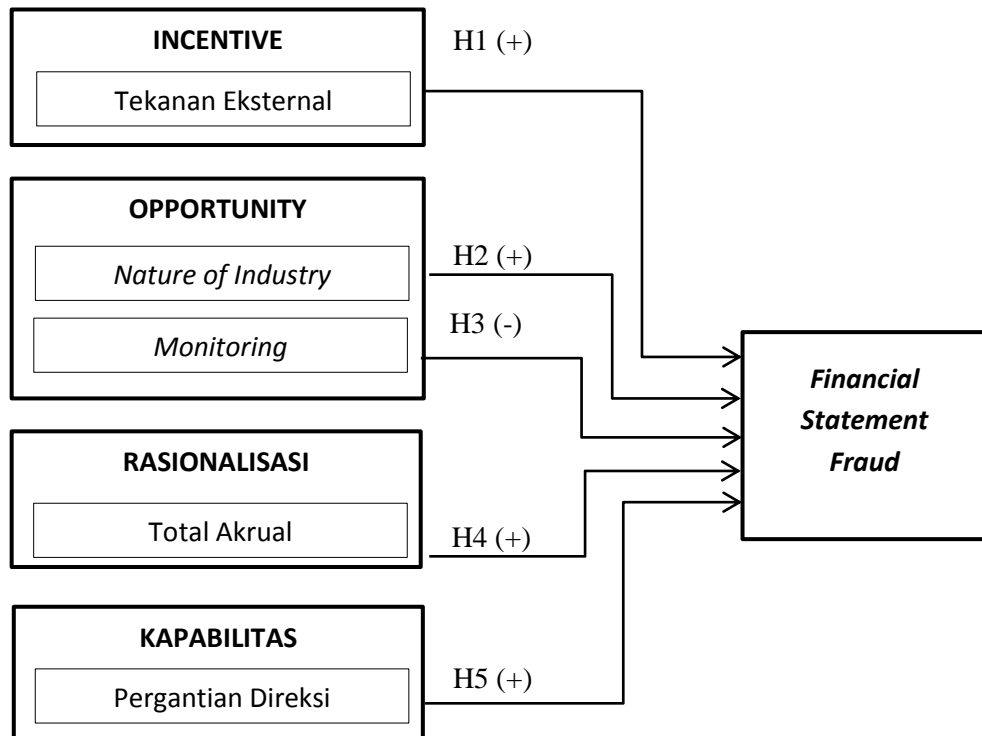 INCENTIVE
Tekanan Eksternal
H1 (+)
OPPORTUNITY
Nature of Industry
H2 (+)
Monitoring
H3 (-)
RASIONALISASI
Total Akrual
H4 (+)
KAPABILITAS
Pergantian Direksi
H5 (+)
Financial
Statement
Fraud